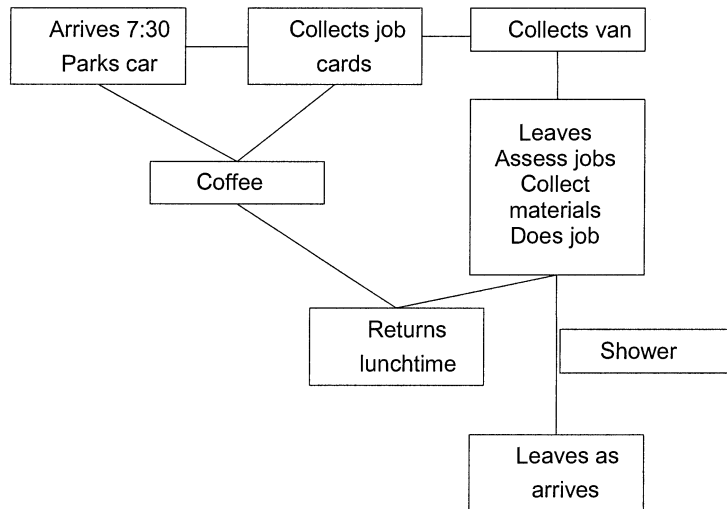 Arrives 7:30
Parks car
Collects job
cards
Collects van
Leaves
Assess jobs
Collect
materials
Does job
Coffee
Returns
lunchtime
Shower
Leaves as
arrives